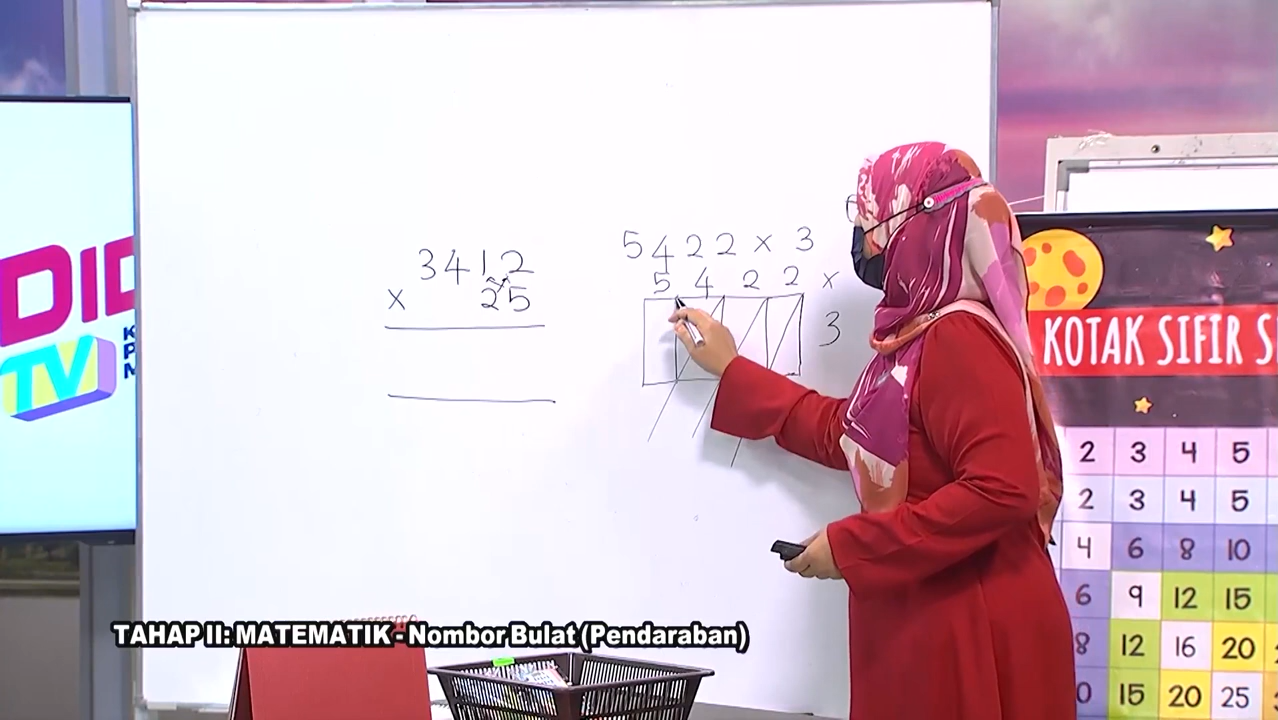 DID
TV
K
P
M
3412
x 25
5422 x 3
5 4 2 2 x
3
KOTAK SIFIR S
2 3 4 5
2 3 4 5
4 6 8 10
6 9 12 15
8 12 16 20
0 15 20 25
TAHAP II: MATEMATIK - Nombor Bulat (Pendaraban)